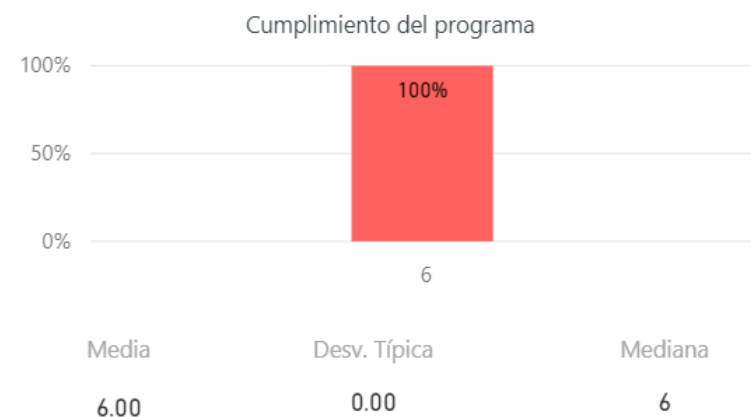 Cumplimiento del programa
100%
100%
50%
0%
6
Media Desv. Típica Mediana
6.00 0.00 6